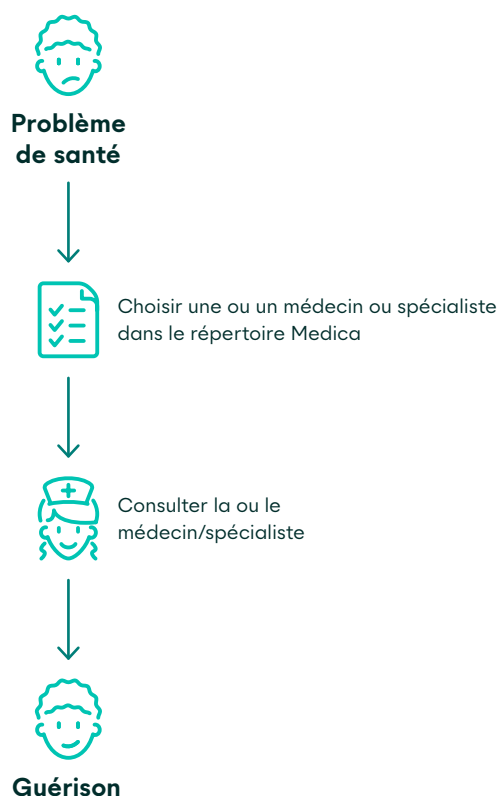 Problème
de santé
Choisir une ou un médecin ou spécialiste
dans le répertoire Medica
Consulter la ou le
médecin/spécialiste
Guérison